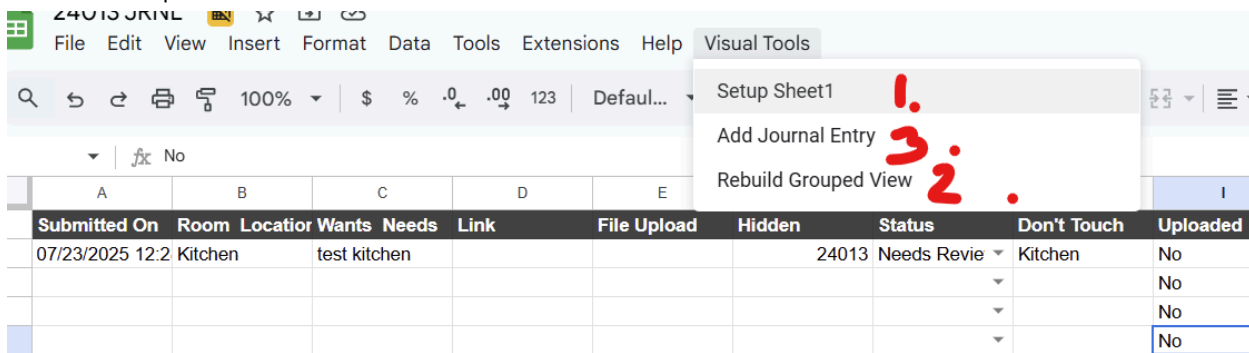 24013 JRNL
File Edit View Insert Format Data Tools Extensions Help Visual Tools
100% $ % .0 .00 123 Defaul...
Setup Sheet1 1.
Add Journal Entry 3.
Rebuild Grouped View 2.
fx No
A B C D E I
Submitted On Room Location Wants Needs Link File Upload Hidden Status Don't Touch Uploaded
07/23/2025 12:2 Kitchen test kitchen 24013 Needs Revie Kitchen No
No
No
No